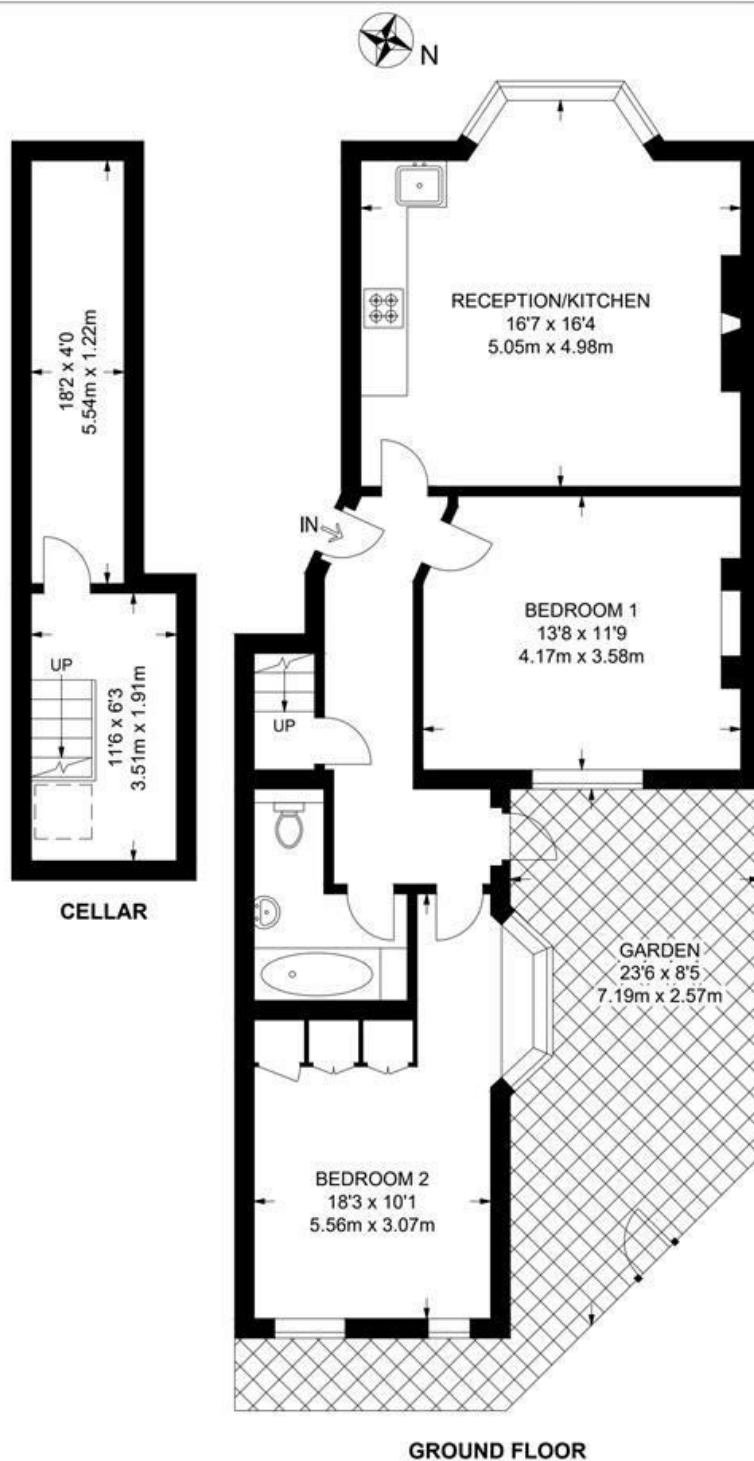 N
RECEPTION/KITCHEN
16'7 x 16'4
5.05m x 4.98m
18'2 x 4'0
5.54m x 1.22m
IN
BEDROOM 1
13'8 x 11'9
4.17m x 3.58m
UP
11'6 x 6'3
3.51m x 1.91m
UP
CELLAR
GARDEN
23'6 x 8'5
7.19m x 2.57m
BEDROOM 2
18'3 x 10'1
5.56m x 3.07m
GROUND FLOOR